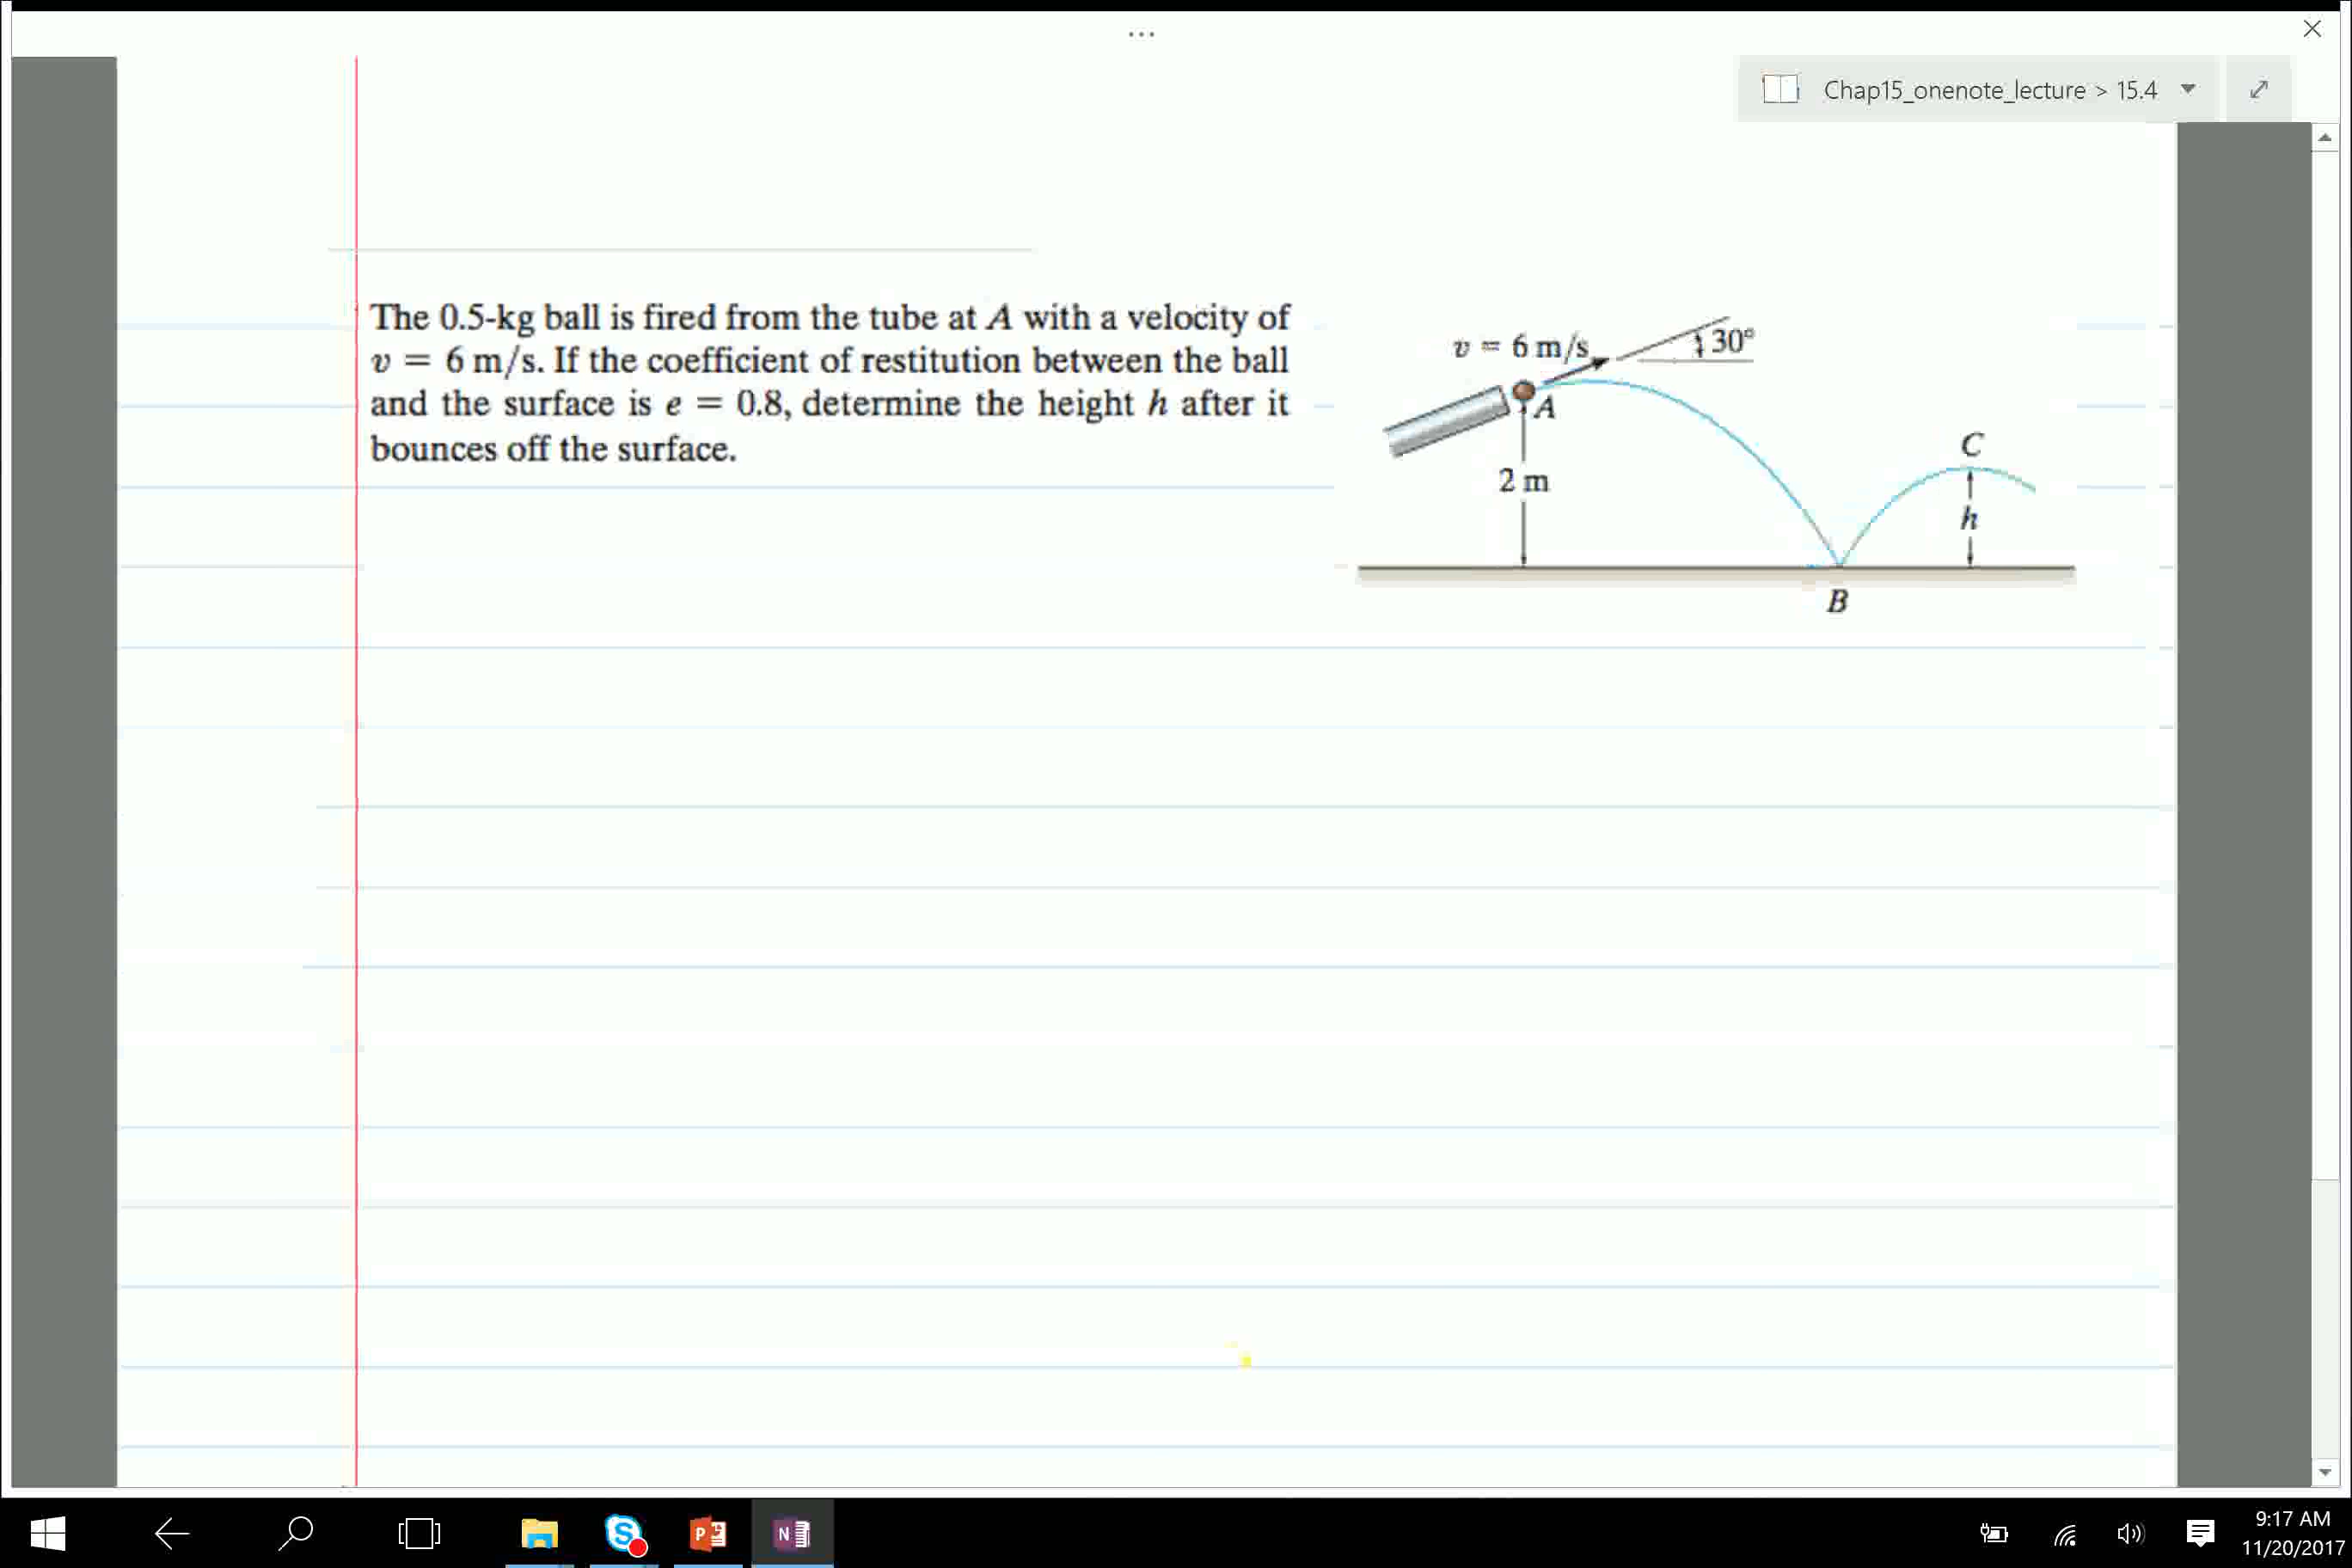 ...
Chap15_onenote_lecture > 15.4
The 0.5-kg ball is fired from the tube at A with a velocity of
v = 6 m/s. If the coefficient of restitution between the ball
and the surface is e = 0.8, determine the height h after it
bounces off the surface.
v = 6 m/s
30°
A
2 m
C
h
B
9:17 AM
11/20/2017